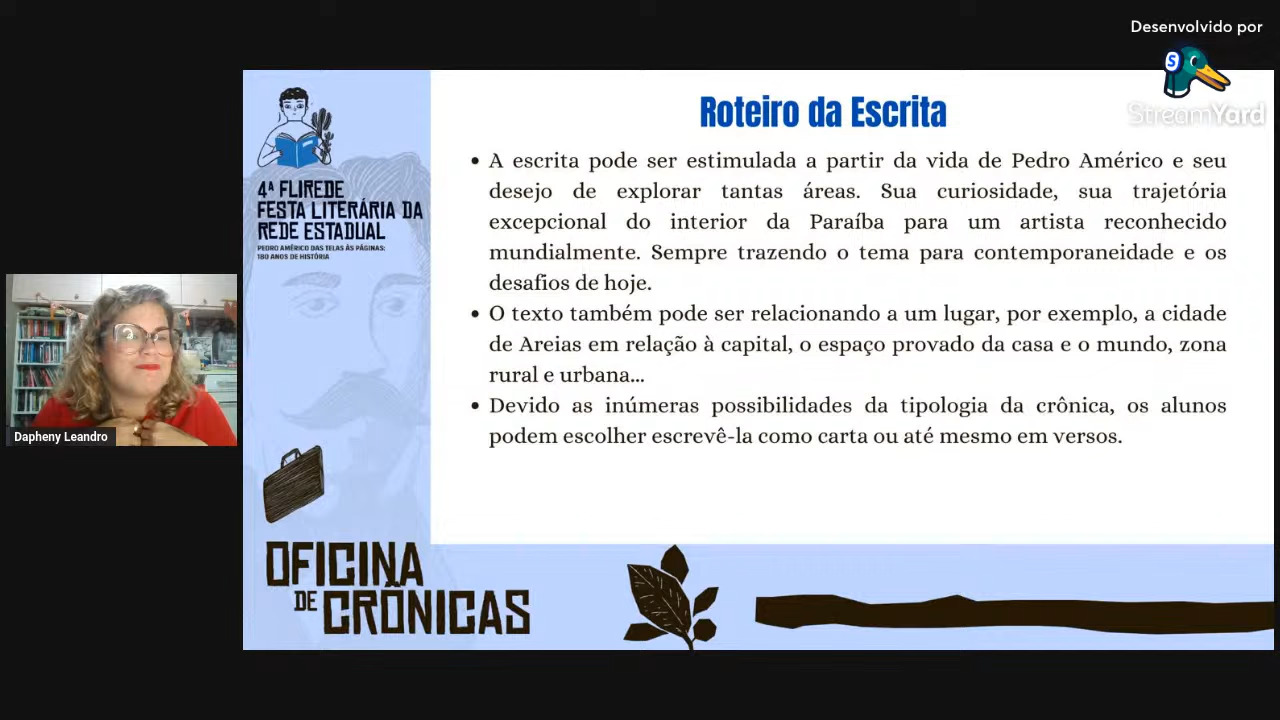 Desenvolvido por
S
StreamYard
Roteiro da Escrita
• A escrita pode ser estimulada a partir da vida de Pedro Américo e seu
desejo de explorar tantas áreas. Sua curiosidade, sua trajetória
excepcional do interior da Paraíba para um artista reconhecido
mundialmente. Sempre trazendo o tema para contemporaneidade e os
desafios de hoje.
• O texto também pode ser relacionando a um lugar, por exemplo, a cidade
de Areias em relação à capital, o espaço provado da casa e o mundo, zona
rural e urbana...
• Devido as inúmeras possibilidades da tipologia da crônica, os alunos
podem escolher escrevê-la como carta ou até mesmo em versos.
4ª FLIREDE
FESTA LITERÁRIA DA
REDE ESTADUAL
PEDRO AMÉRICO DAS TELAS ÀS PÁGINAS:
180 ANOS DE HISTÓRIA
Dapheny Leandro
OFICINA
DE CRÔNICAS